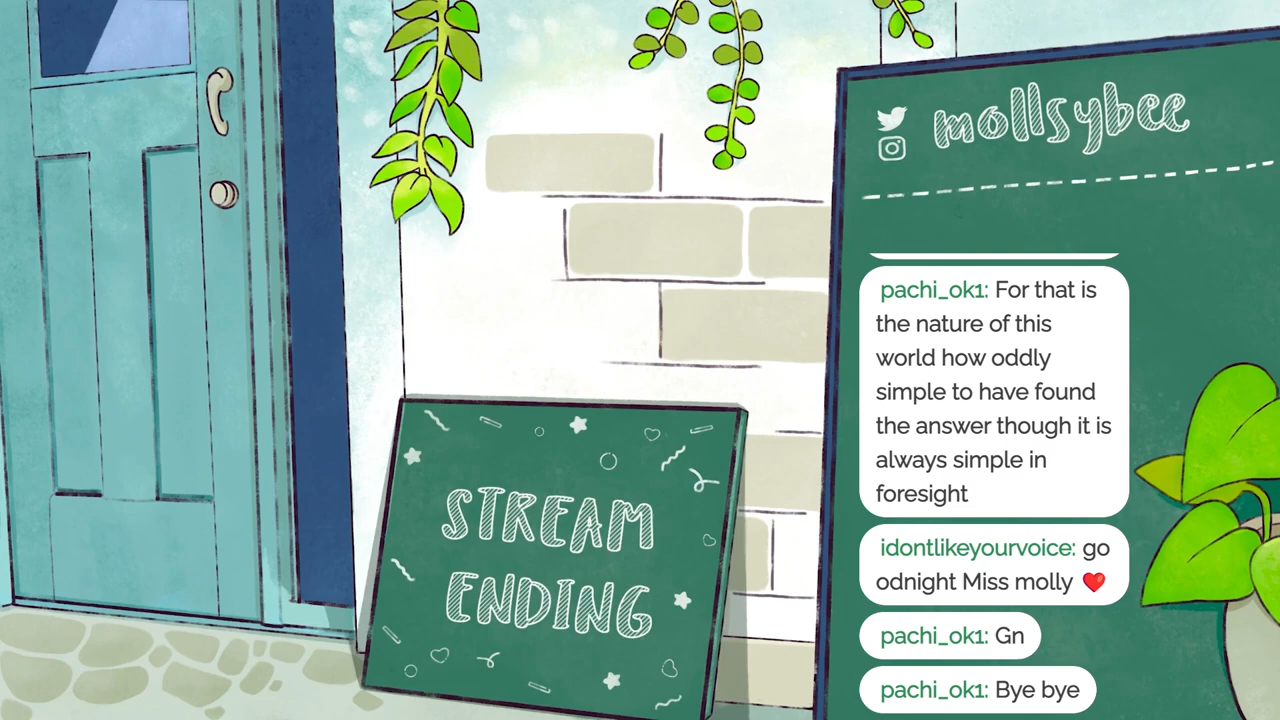 mollsybee
pachi_ok1: For that is
the nature of this
world how oddly
simple to have found
the answer though it is
always simple in
foresight
STREAM
ENDING
idontlikeyourvoice: go
odnight Miss molly ❤️
pachi_ok1: Gn
pachi_ok1: Bye bye